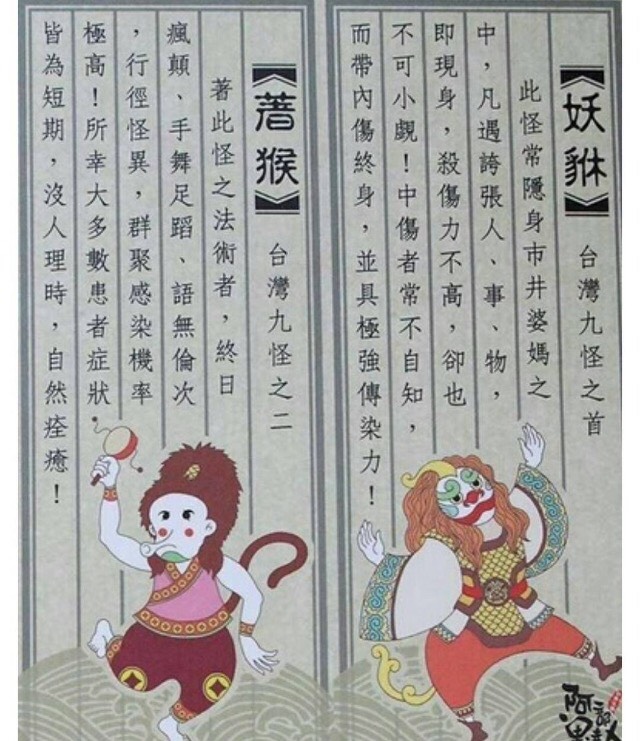 《妖貅》
台灣九怪之首
此怪常隱身市井婆媽之
中，凡遇誇張人、事、物，
即現身，殺傷力不高，卻也
不可小覷！中傷者常不自知，
而帶內傷終身，並具極強傳染力！
《著猴》
台灣九怪之二
著此怪之法術者，終日
瘋顛、手舞足蹈、語無倫次
，行徑怪異，群聚感染機率
極高！所幸大多數患者症狀
皆為短期，沒人理時，自然痊癒！